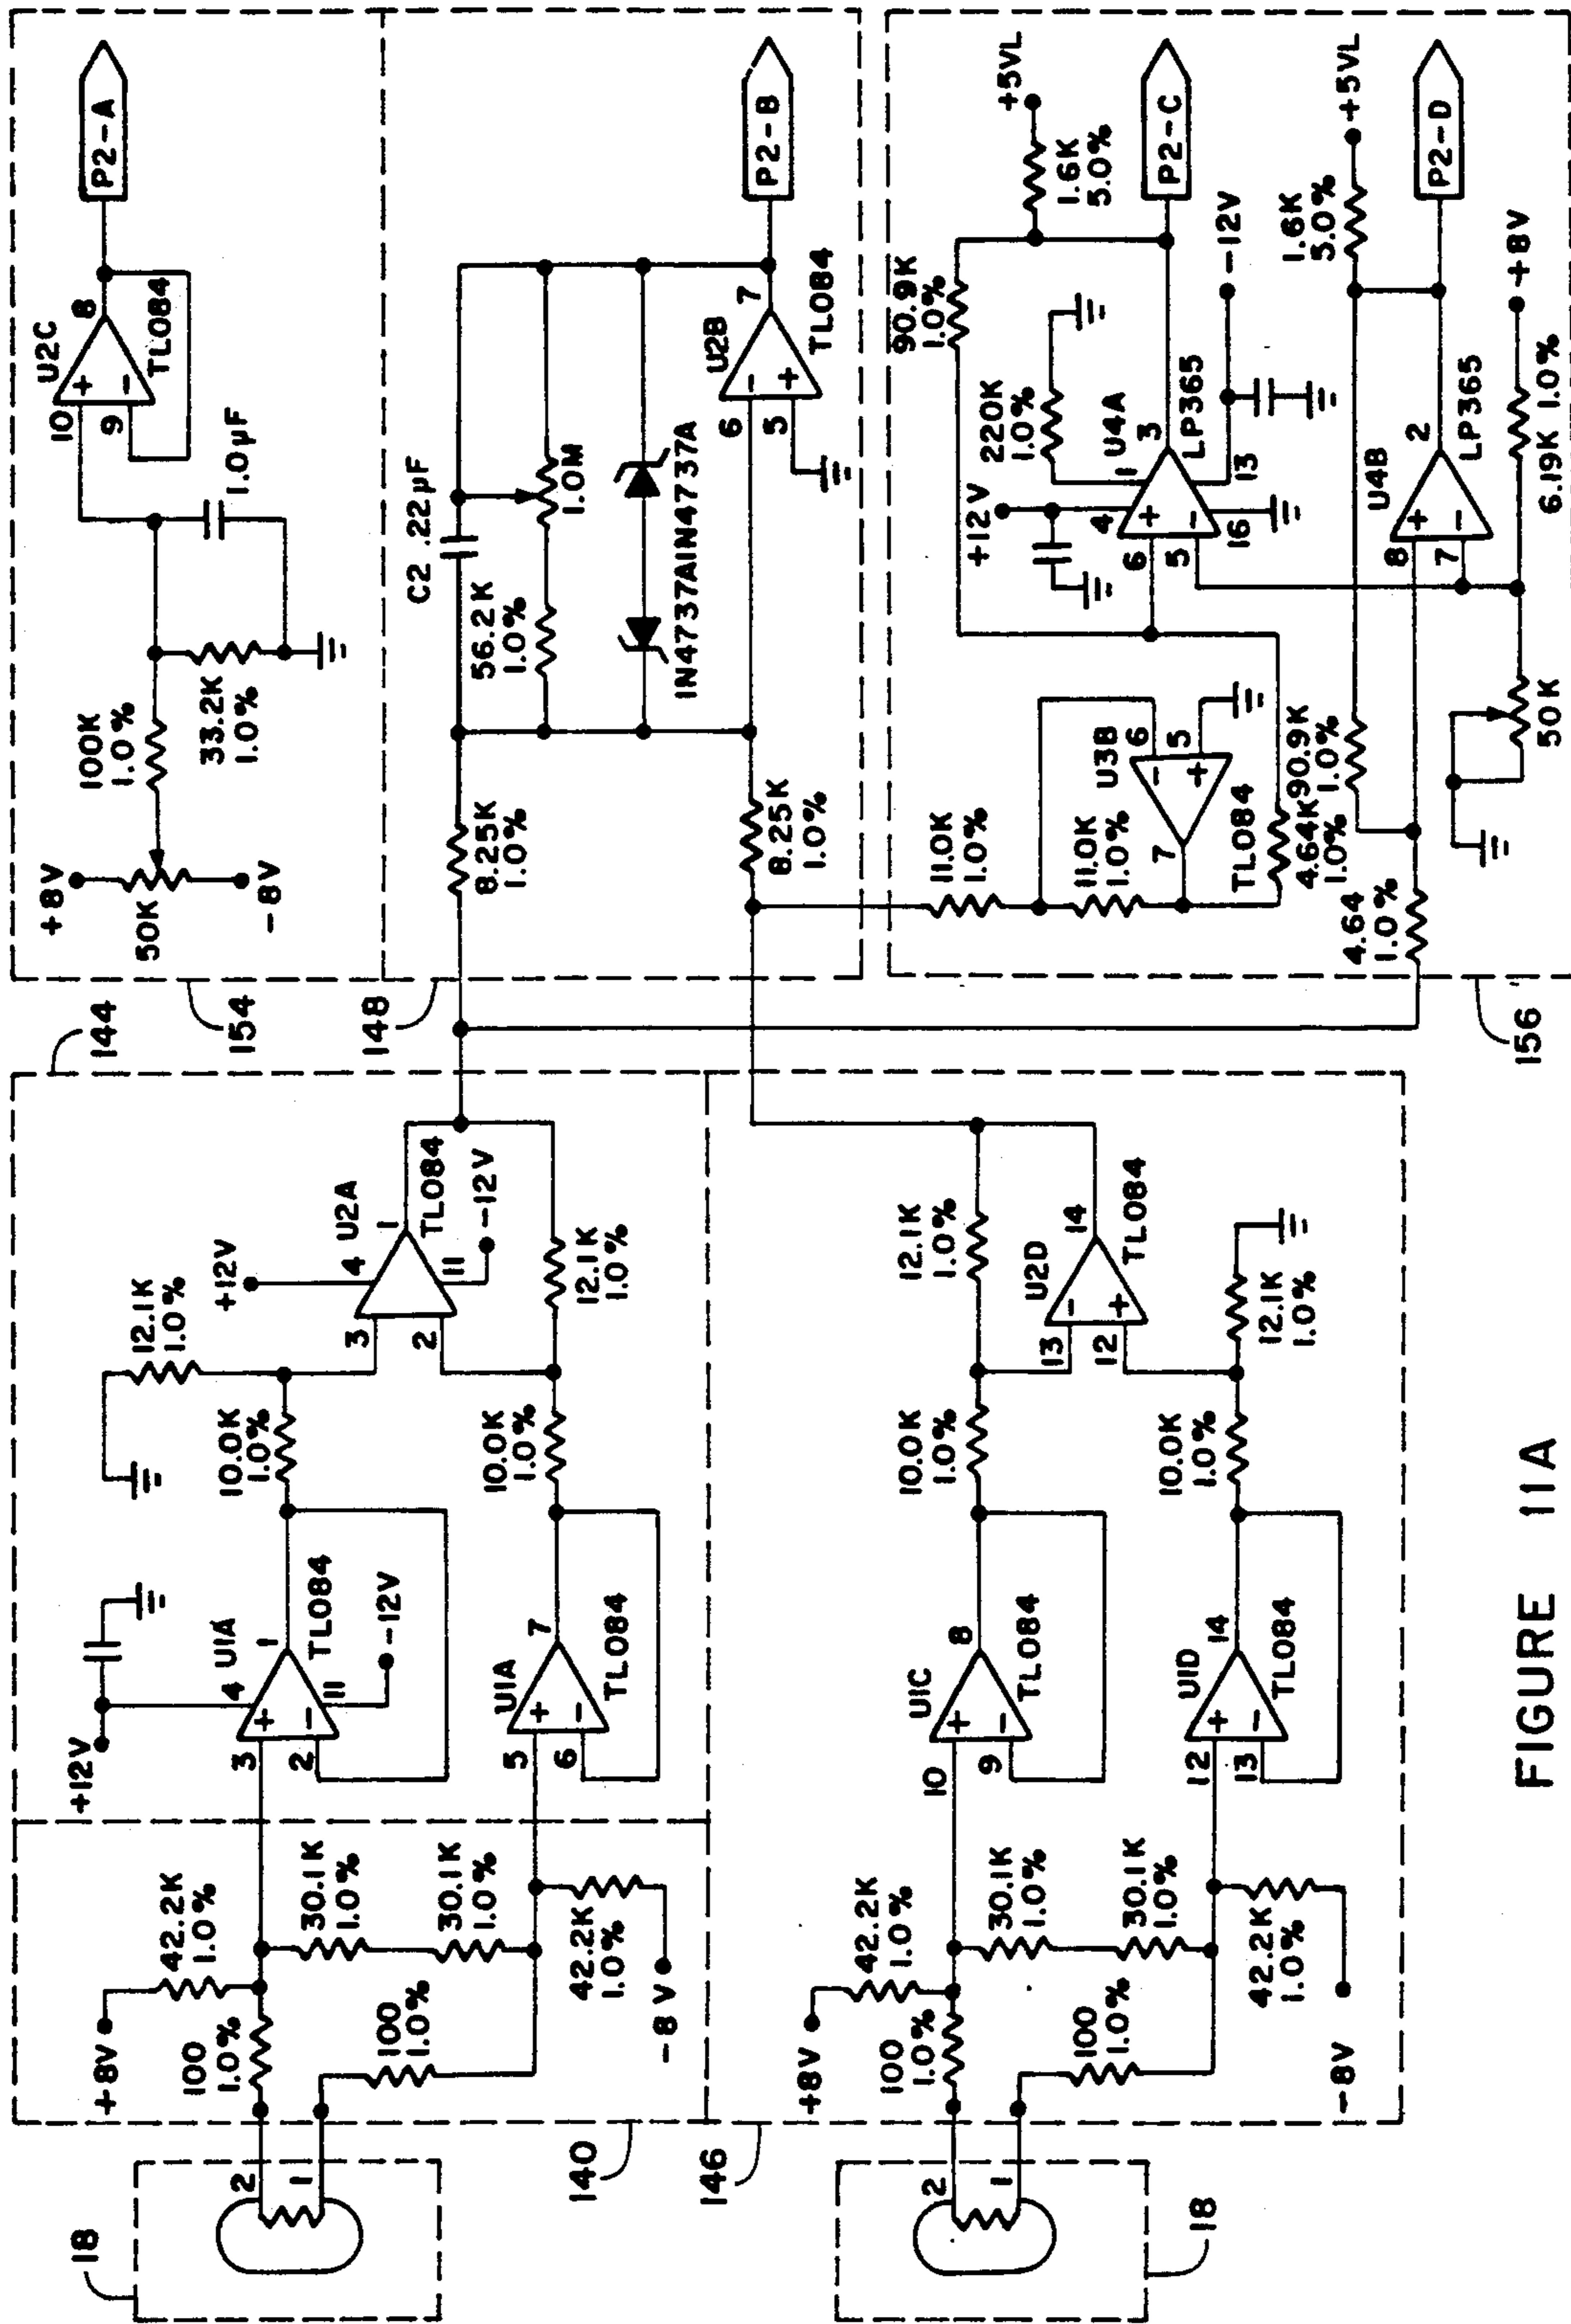 18
2
1
140
+8V
100
1.0%
42.2K
1.0%
30.1K
1.0%
30.1K
1.0%
100
1.0%
42.2K
1.0%
-8V
+12V
3
2
4
U1A
1
TL084
11
-12V
5
6
U1A
7
TL084
10.0K
1.0%
10.0K
1.0%
12.1K
1.0%
+12V
3
2
4
U2A
1
TL084
11
-12V
12.1K
1.0%
144
154
148
+8V
50K
-8V
100K
1.0%
33.2K
1.0%
1.0µF
10
9
U2C
8
TL084
P2-A
8.25K
1.0%
C2 .22µF
56.2K
1.0%
1.0M
1N4737A1N4737A
8.25K
1.0%
6
5
U2B
7
TL084
P2-B
18
2
1
146
+8V
100
1.0%
42.2K
1.0%
30.1K
1.0%
30.1K
1.0%
100
1.0%
42.2K
1.0%
-8V
10
9
U1C
8
TL084
12
13
U1D
14
TL084
10.0K
1.0%
10.0K
1.0%
12.1K
1.0%
13
12
U2D
14
TL084
12.1K
1.0%
11.0K
1.0%
11.0K
1.0%
U3B
6
5
7
TL084
4.64K
1.0%
90.9K
1.0%
+12V
4
6
5
16
220K
1.0%
1
U4A
3
LP365
13
-12V
90.9K
1.0%
+5VL
1.6K
5.0%
P2-C
4.64
1.0%
8
7
U4B
2
LP365
1.6K
5.0%
+5VL
P2-D
50K
6.19K 1.0%
+8V
156
FIGURE 11A